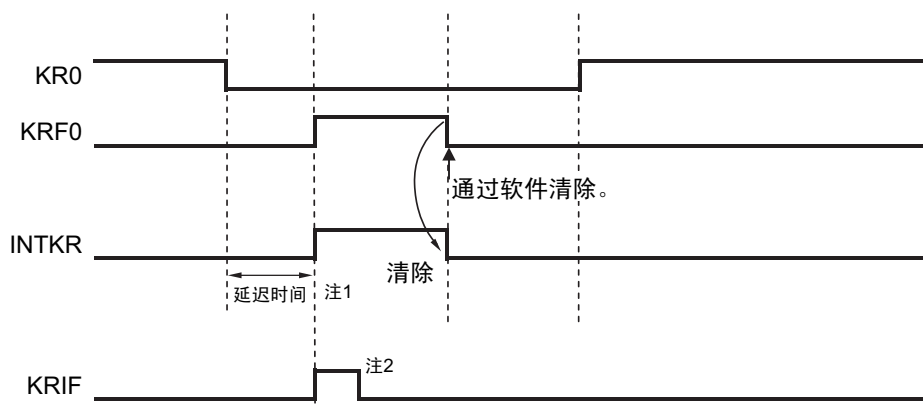 KR0
KRF0
通过软件清除。
INTKR
清除
延迟时间
注1
注2
KRIF